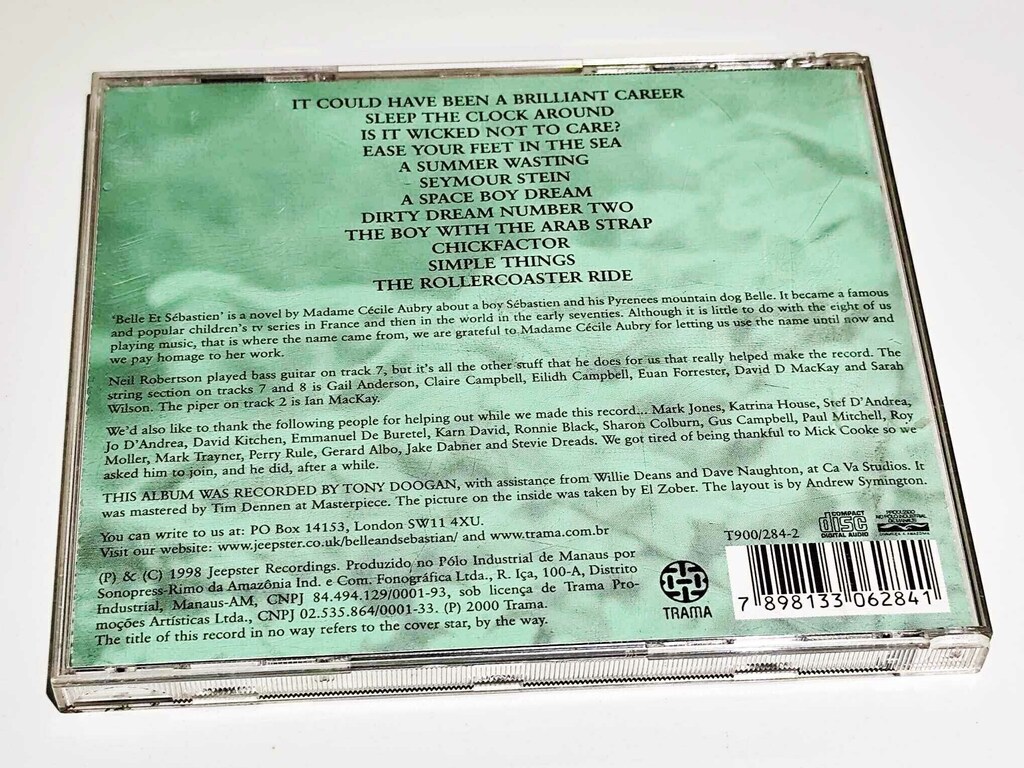 IT COULD HAVE BEEN A BRILLIANT CAREER
SLEEP THE CLOCK AROUND
IS IT WICKED NOT TO CARE?
EASE YOUR FEET IN THE SEA
A SUMMER WASTING
SEYMOUR STEIN
A SPACE BOY DREAM
DIRTY DREAM NUMBER TWO
THE BOY WITH THE ARAB STRAP
CHICKFACTOR
SIMPLE THINGS
THE ROLLERCOASTER RIDE
'Belle Et Sébastien' is a novel by Madame Cécile Aubry about a boy Sébastien and his Pyrenees mountain dog Belle. It became a famous
and popular children's tv series in France and then in the world in the early seventies. Although it is little to do with the eight of us
playing music, that is where the name came from, we are grateful to Madame Cécile Aubry for letting us use the name until now and
we pay homage to her work.
Neil Robertson played bass guitar on track 7, but it's all the other stuff that he does for us that really helped make the record. The
string section on tracks 7 and 8 is Gail Anderson, Claire Campbell, Eilidh Campbell, Euan Forrester, David D MacKay and Sarah
Wilson. The piper on track 2 is Ian MacKay.
We'd also like to thank the following people for helping out while we made this record... Mark Jones, Katrina House, Stef D'Andrea,
Jo D'Andrea, David Kitchen, Emmanuel De Buretel, Karn David, Ronnie Black, Sharon Colburn, Gus Campbell, Paul Mitchell, Roy
Moller, Mark Trayner, Perry Rule, Gerard Albo, Jake Dabner and Stevie Dreads. We got tired of being thankful to Mick Cooke so we
asked him to join, and he did, after a while.
THIS ALBUM WAS RECORDED BY TONY DOOGAN, with assistance from Willie Deans and Dave Naughton, at Ca Va Studios. It
was mastered by Tim Dennen at Masterpiece. The picture on the inside was taken by El Zober. The layout is by Andrew Symington.
You can write to us at: PO Box 14153, London SW11 4XU.
Visit our website: www.jeepster.co.uk/belleandsebastian/ and www.trama.com.br
(P) & (C) 1998 Jeepster Recordings. Produzido no Pólo Industrial de Manaus por
Sonopress-Rimo da Amazônia Ind. e Com. Fonográfica Ltda., R. Iça, 100-A, Distrito
Industrial, Manaus-AM, CNPJ 84.494.129/0001-93, sob licença de Trama Pro-
moções Artísticas Ltda., CNPJ 02.535.864/0001-33. (P) 2000 Trama.
The title of this record in no way refers to the cover star, by the way.
TRAMA
T900/284-2
COMPACT
disc
DIGITAL AUDIO
PRODUZIDO
NO PÓLO INDUSTRIAL
DE MANAUS
7 898133 062841